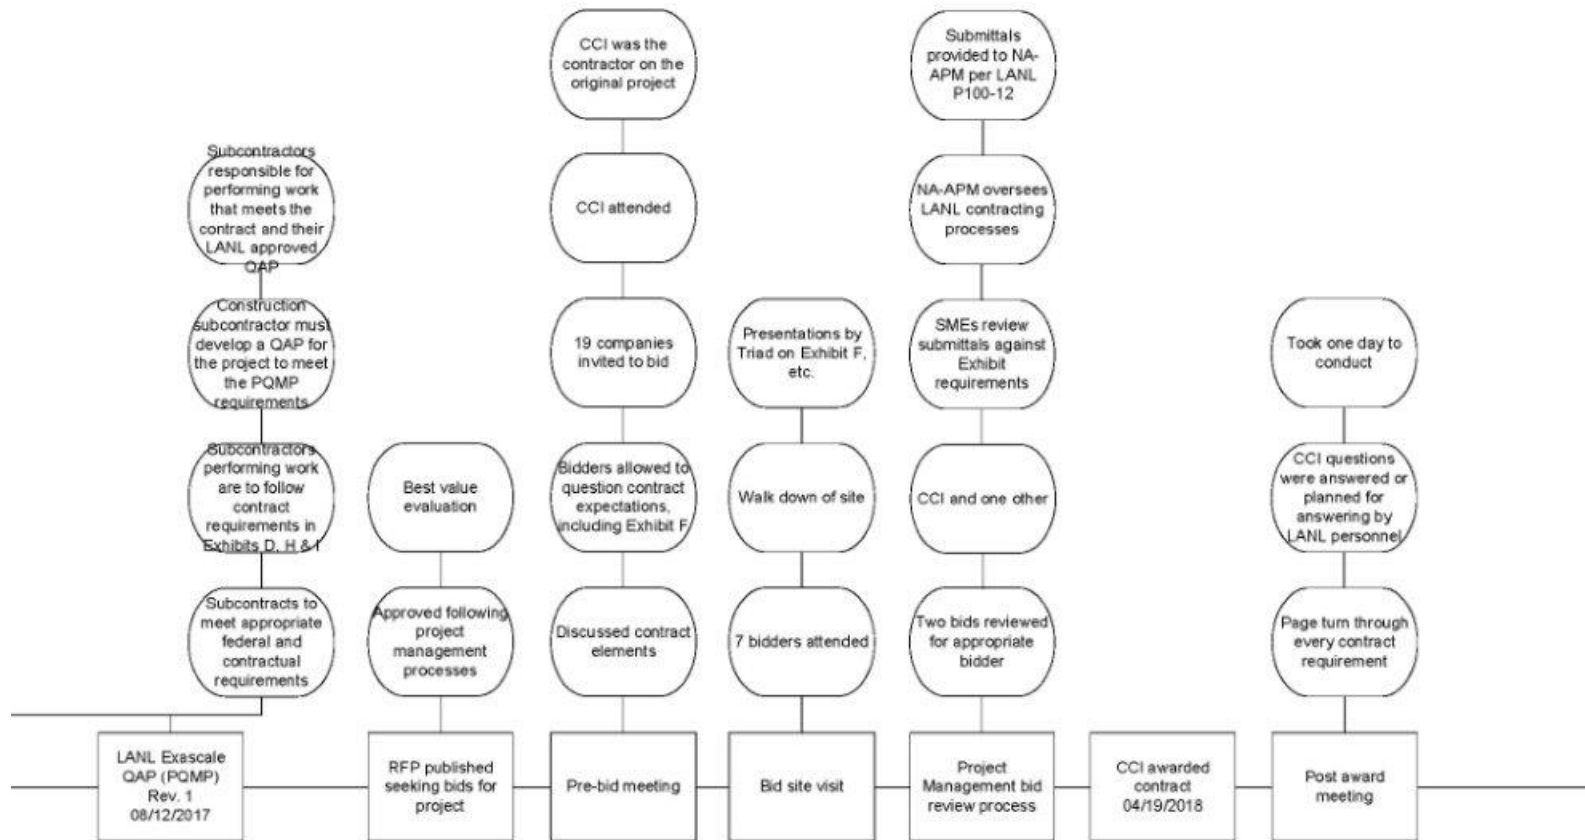 CCI was the
contractor on the
original project
Submittals
provided to NA-
APM per LANL
P100-12
Subcontractors
responsible for
performing work
that meets the
contract and their
LANL approved
QAP
CCI attended
NA-APM oversees
LANL contracting
processes
Construction
subcontractor must
develop a QAP for
the project to meet
the PQMP
requirements
19 companies
invited to bid
Presentations by
Triad on Exhibit F,
etc.
SMEs review
submittals against
Exhibit
requirements
Took one day to
conduct
Subcontractors
performing work
are to follow
contract
requirements in
Exhibits D, H & I
Best value
evaluation
Bidders allowed to
question contract
expectations,
including Exhibit F
Walk down of site
CCI and one other
CCI questions
were answered or
planned for
answering by
LANL personnel
Subcontracts to
meet appropriate
federal and
contractual
requirements
Approved following
project
management
processes
Discussed contract
elements
7 bidders attended
Two bids reviewed
for appropriate
bidder
Page turn through
every contract
requirement
LANL Exascale
QAP (PQMP)
Rev. 1
08/12/2017
RFP published
seeking bids for
project
Pre-bid meeting
Bid site visit
Project
Management bid
review process
CCI awarded
contract
04/19/2018
Post award
meeting